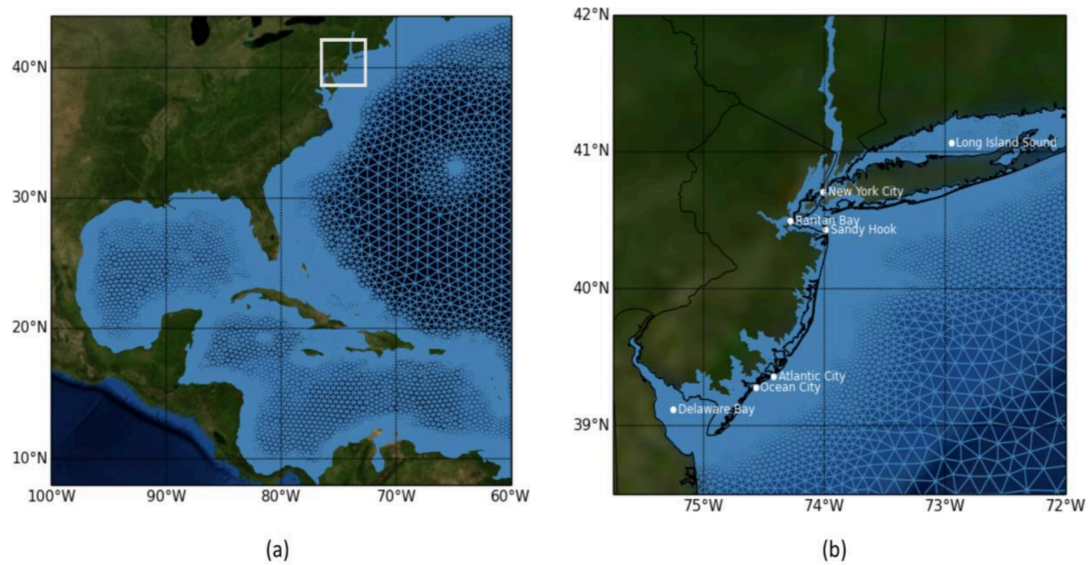 40°N
30°N
20°N
10°N
100°W
90°W
80°W
70°W
60°W
(a)
42°N
41°N
40°N
39°N
Long Island Sound
New York City
Raritan Bay
Sandy Hook
Atlantic City
Ocean City
Delaware Bay
75°W
74°W
73°W
72°W
(b)